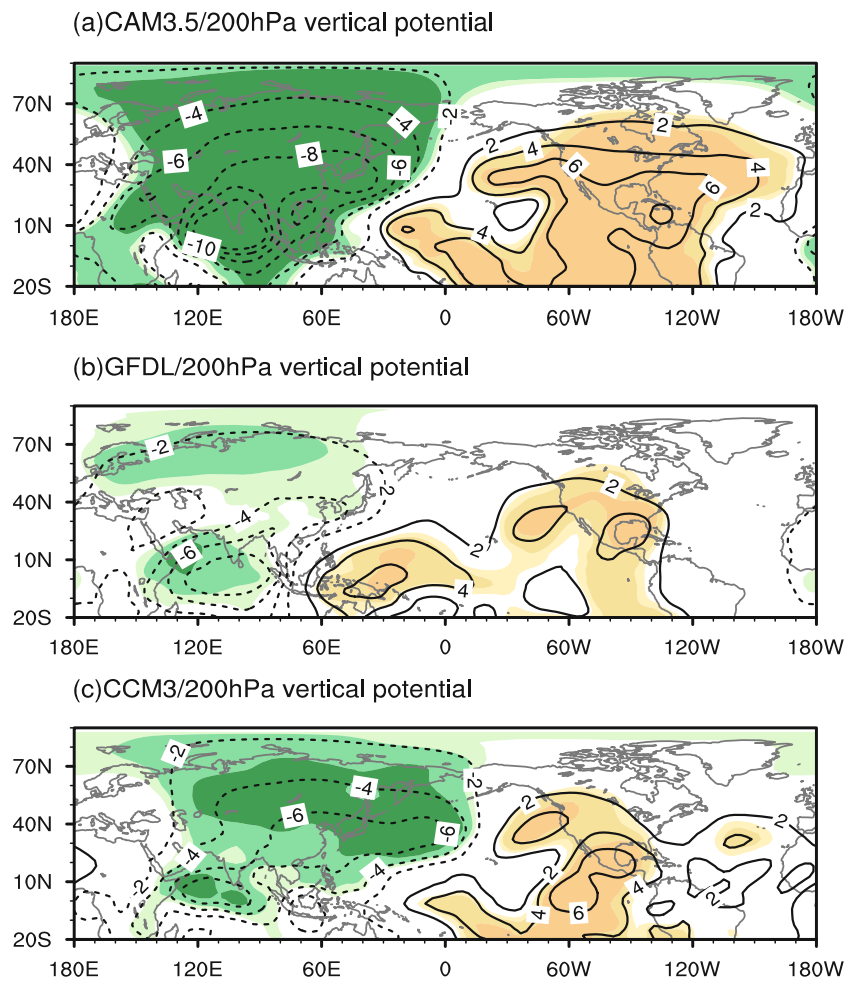 (a)CAM3.5/200hPa vertical potential
-4
-2
-4
2
2
70N
-6
-8
-6
4
6
6
4
40N
2
10N
-10
4
20S
180E 120E 60E 0 60W 120W 180W
(b)GFDL/200hPa vertical potential
70N
-2
2
2
40N
-4
-6
2
10N
4
20S
180E 120E 60E 0 60W 120W 180W
(c)CCM3/200hPa vertical potential
-2
70N
-2
-4
2
-6
-6
2
40N
-4
-4
2
-2
4
2
10N
4
6
20S
180E 120E 60E 0 60W 120W 180W